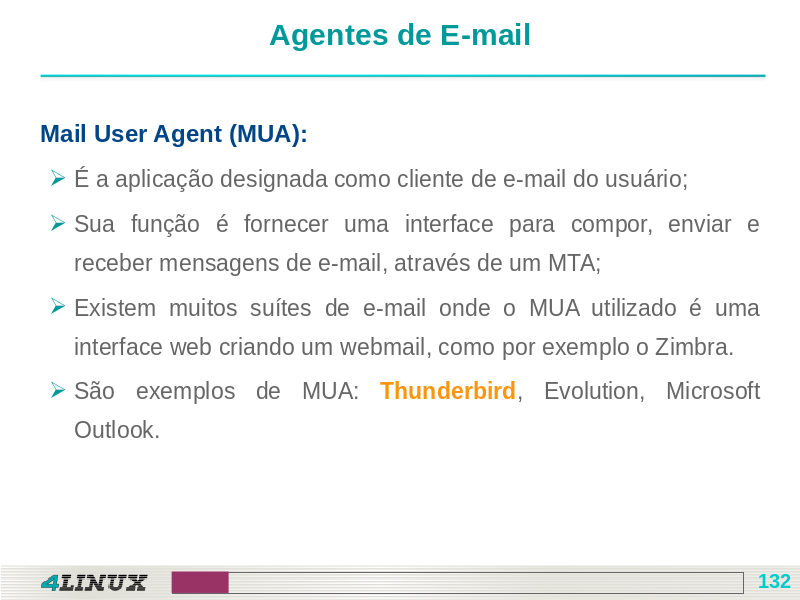 Agentes de E-mail
Mail User Agent (MUA):
É a aplicação designada como cliente de e-mail do usuário;
Sua função é fornecer uma interface para compor, enviar e
receber mensagens de e-mail, através de um MTA;
Existem muitos suítes de e-mail onde o MUA utilizado é uma
interface web criando um webmail, como por exemplo o Zimbra.
São exemplos de MUA: Thunderbird, Evolution, Microsoft
Outlook.
4LINUX
132